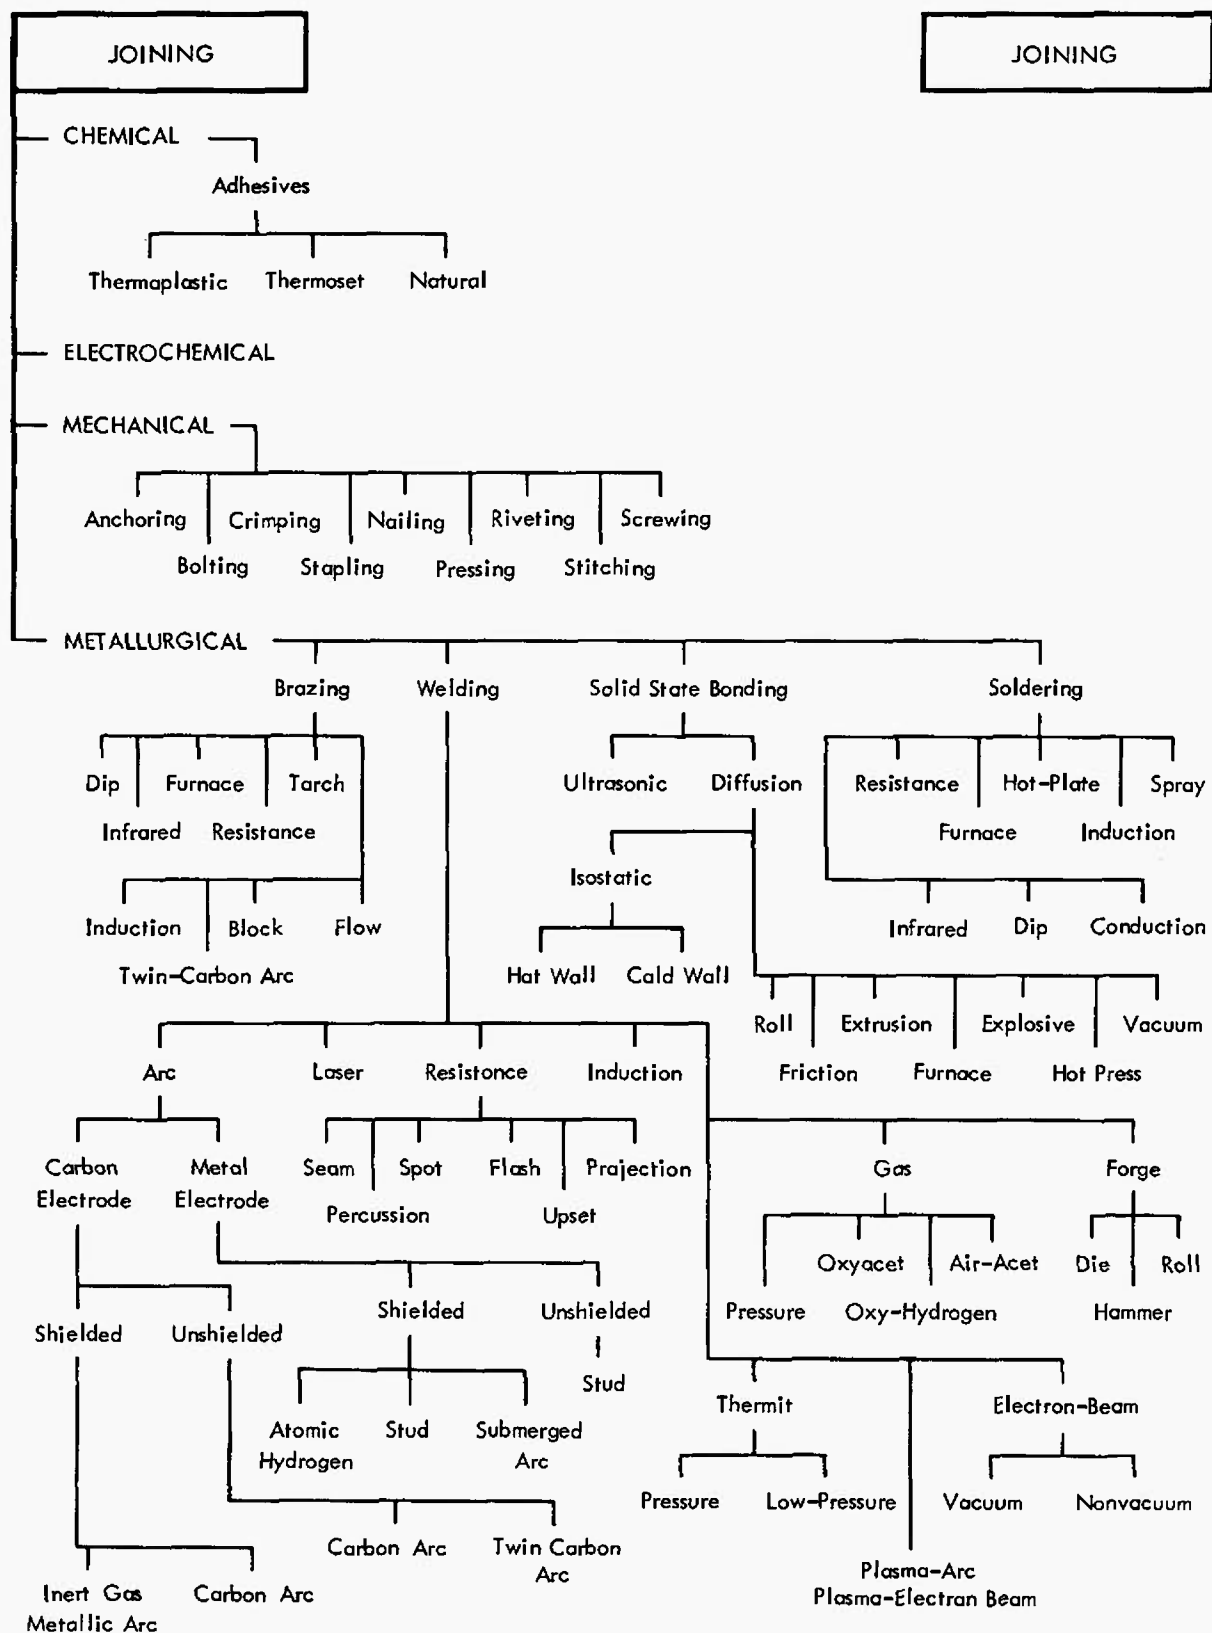 JOINING
JOINING
CHEMICAL
Adhesives
Thermaplastic Thermoset Natural
ELECTROCHEMICAL
MECHANICAL
Anchoring Crimping Nailing Riveting Screwing
Bolting Stapling Pressing Stitching
METALLURGICAL
Brazing Welding Solid State Bonding Soldering
Dip Furnace Tarch Ultrasonic Diffusion Resistance Hot-Plate Spray
Infrared Resistance Furnace Induction
Isostatic
Induction Block Flow Infrared Dip Conduction
Twin-Carbon Arc Hat Wall Cald Wall
Roll Extrusion Explosive Vacuum
Arc Laser Resistonce Induction Friction Furnace Hot Press
Carbon Electrode Metal Electrode Seam Spot Flash Projection Gas Forge
Percussion Upset
Oxyacet Air-Acet Die Roll
Shielded Unshielded Shielded Unshielded Pressure Oxy-Hydrogen Hammer
Stud
Thermit Electron-Beam
Atomic Hydrogen Stud Submerged Arc
Pressure Low-Pressure Vacuum Nonvacuum
Carbon Arc Twin Carbon Arc
Plasma-Arc
Plasma-Electran Beam
Inert Gas Metallic Arc Carbon Arc